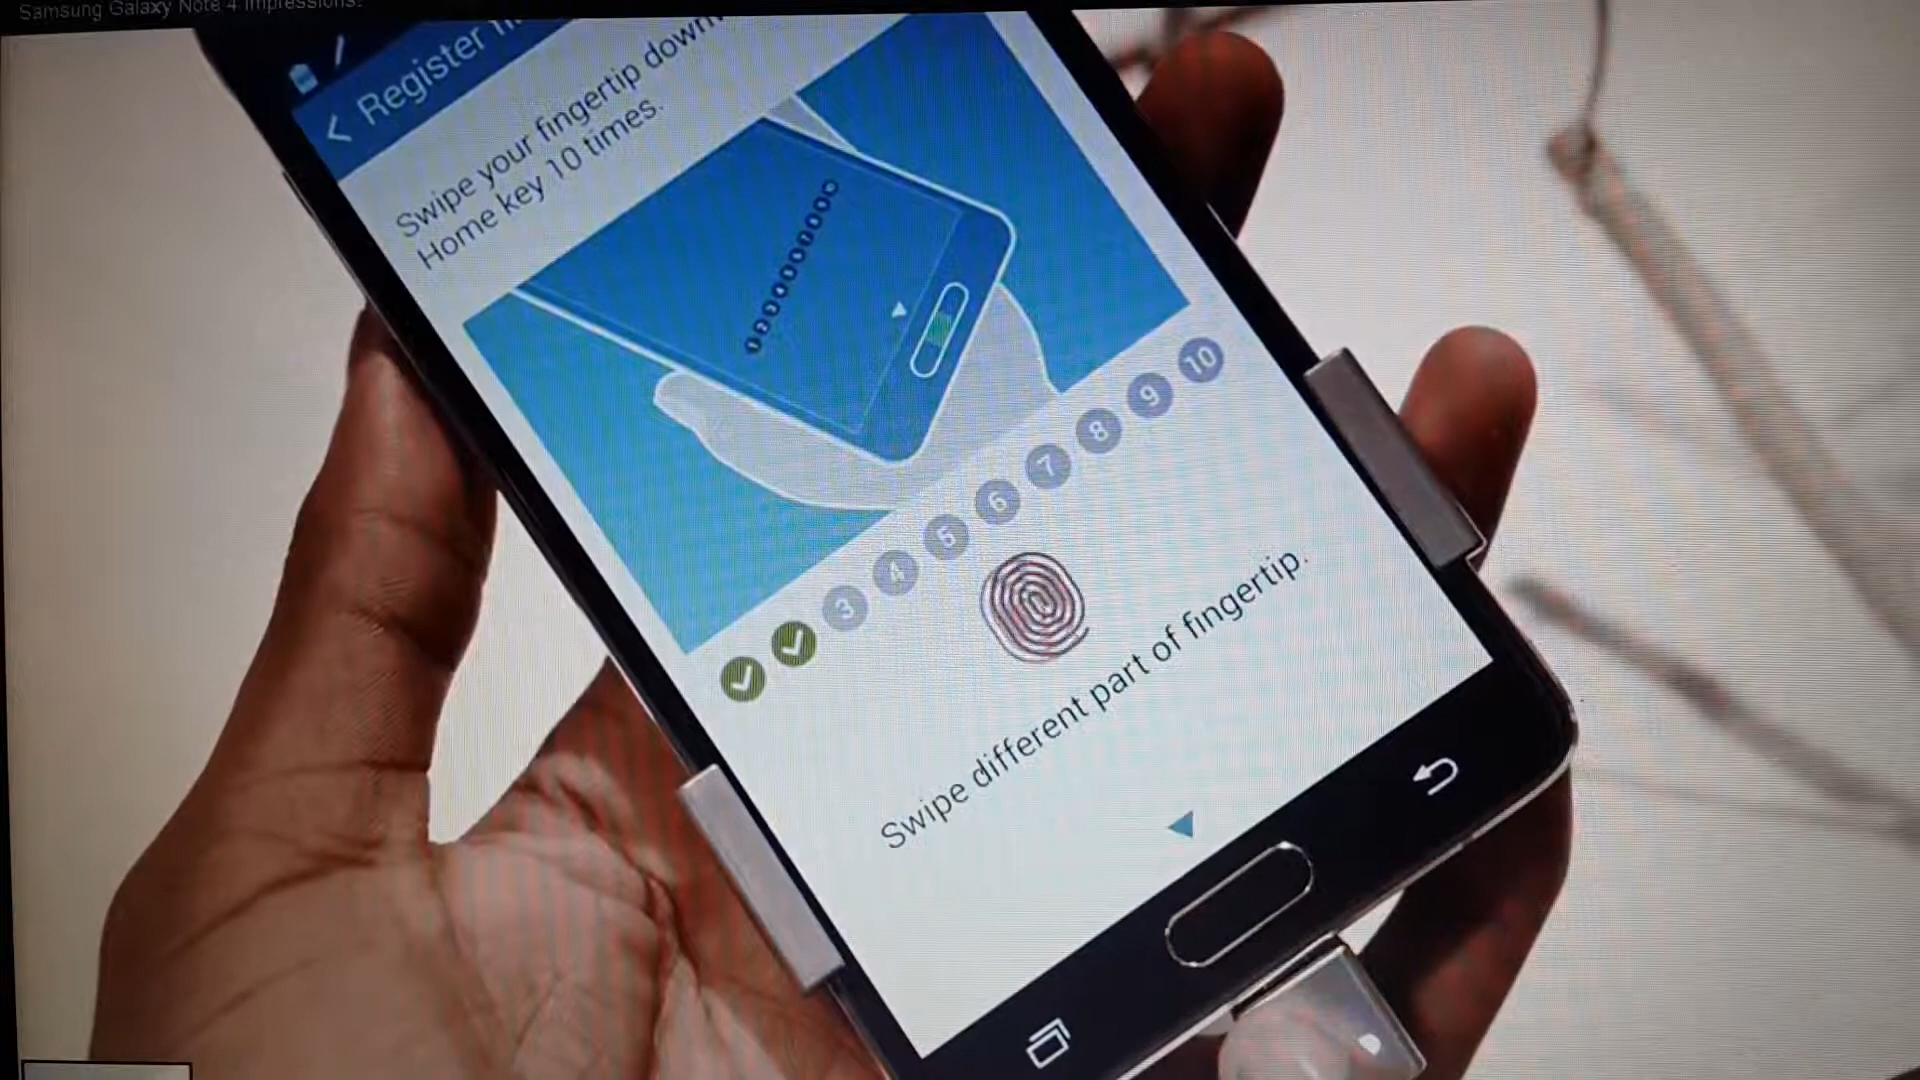 Samsung Galaxy Note 4 Impressions!
Register
Swipe your fingertip down
Home key 10 times.
3 4 5 6 7 8 9 10
Swipe different part of fingertip.